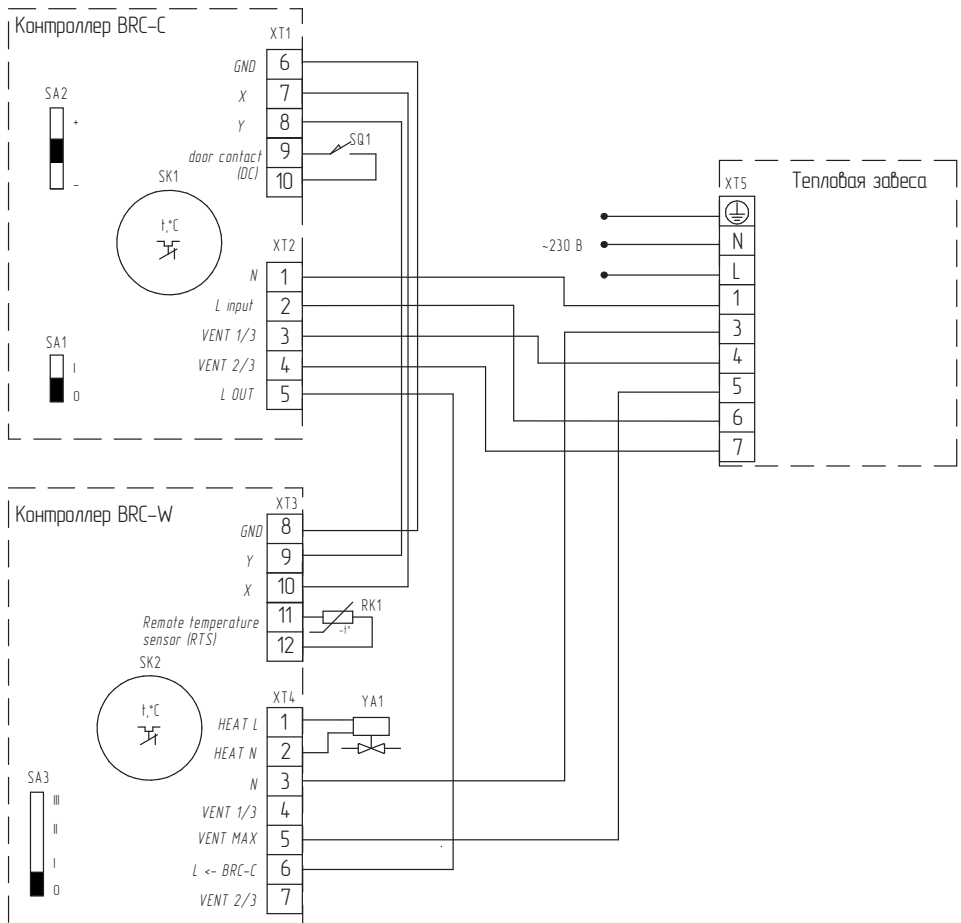 Контроллер BRC-C
XT1
GND 6
X 7
SA2
+
Y 8
door contact
(DC)
9
SQ1
10
-
SK1
t,°C
XT5
Тепловая завеса
~230 В
N
L
1
3
4
5
6
7
XT2
N 1
L input 2
VENT 1/3 3
VENT 2/3 4
L OUT 5
SA1
I
0
Контроллер BRC-W
XT3
GND 8
Y 9
X 10
Remote temperature
sensor (RTS)
11
12
RK1
-t°
SK2
t,°C
XT4
HEAT L 1
YA1
HEAT N 2
N 3
VENT 1/3 4
VENT MAX 5
L <- BRC-C 6
VENT 2/3 7
SA3
III
II
I
0